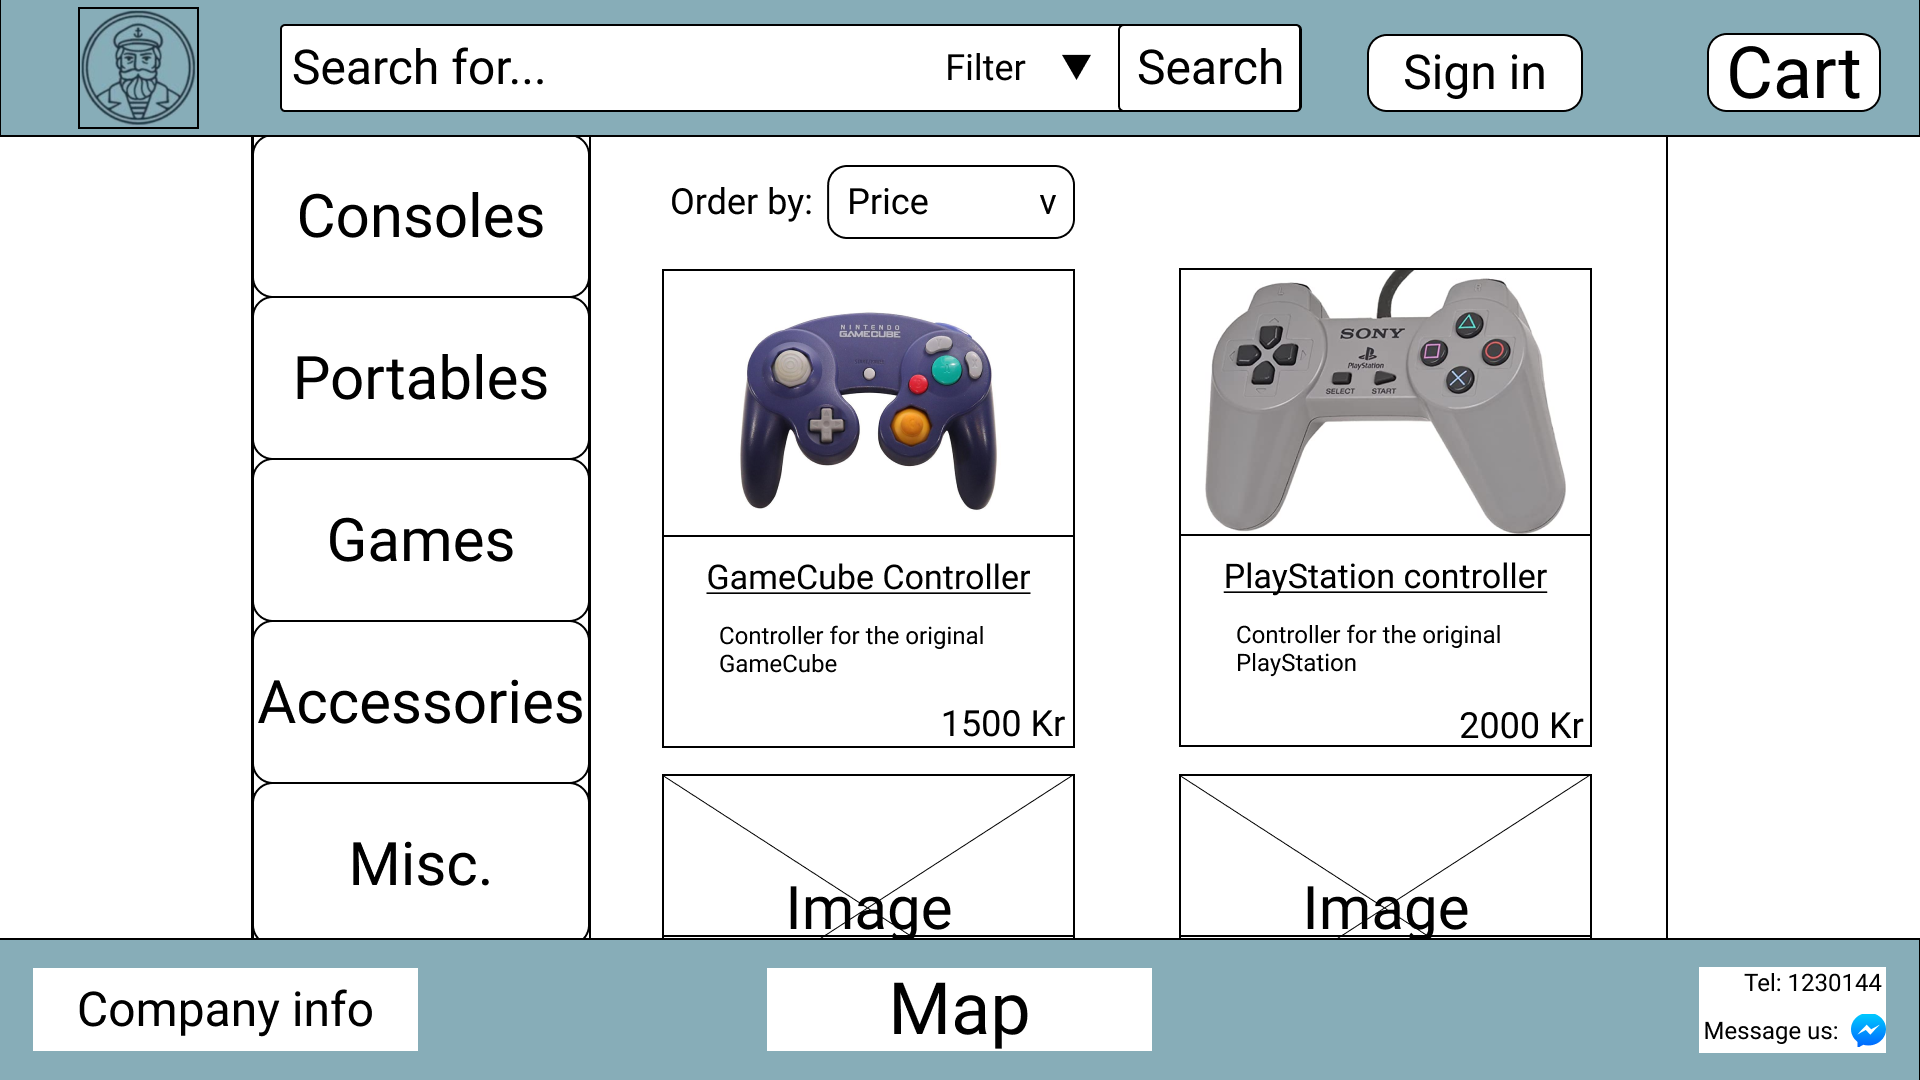 Search for...
Filter ▼
Search
Sign in
Cart
Consoles
Portables
Games
Accessories
Misc.
Order by:
Price v
NINTENDO
GAMECUBE
SONY
PlayStation
SELECT START
GameCube Controller
Controller for the original
GameCube
1500 Kr
PlayStation controller
Controller for the original
PlayStation
2000 Kr
Image
Image
Company info
Map
Tel: 1230144
Message us: